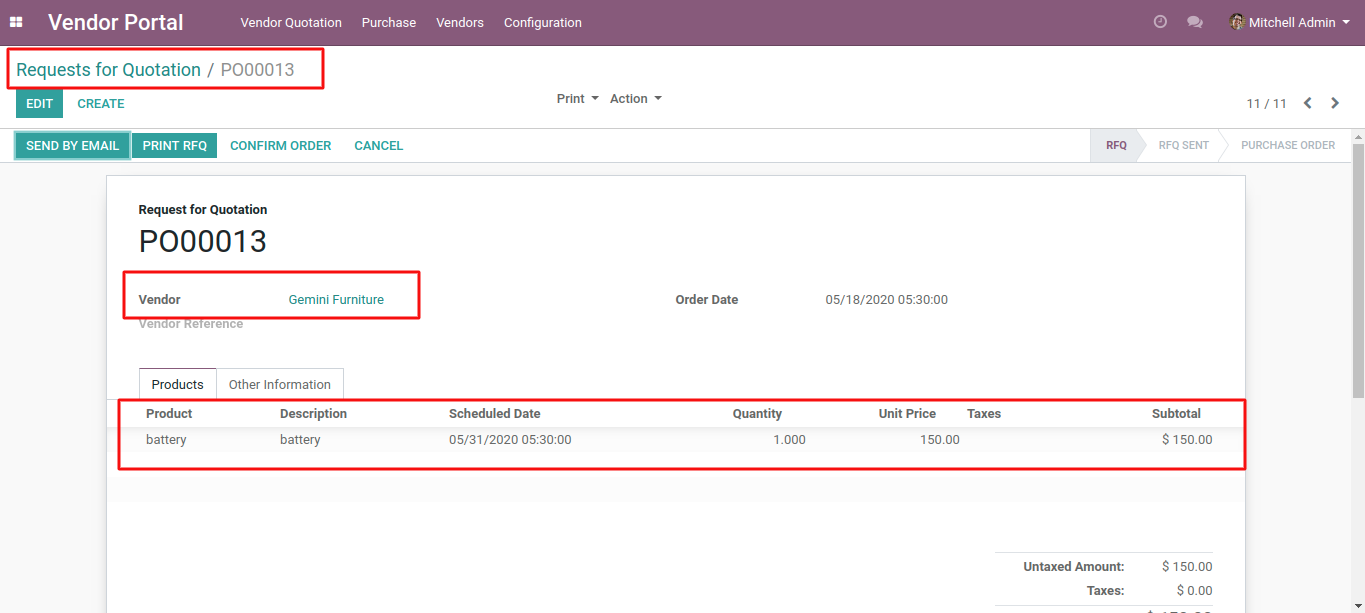 Vendor Portal Vendor Quotation Purchase Vendors Configuration Mitchell Admin
Requests for Quotation / PO00013
EDIT CREATE Print Action 11 / 11
SEND BY EMAIL PRINT RFQ CONFIRM ORDER CANCEL RFQ RFQ SENT PURCHASE ORDER
Request for Quotation
PO00013
Vendor Gemini Furniture Order Date 05/18/2020 05:30:00
Vendor Reference
Products Other Information
Product Description Scheduled Date Quantity Unit Price Taxes Subtotal
battery battery 05/31/2020 05:30:00 1.000 150.00 $ 150.00
Untaxed Amount: $ 150.00
Taxes: $ 0.00